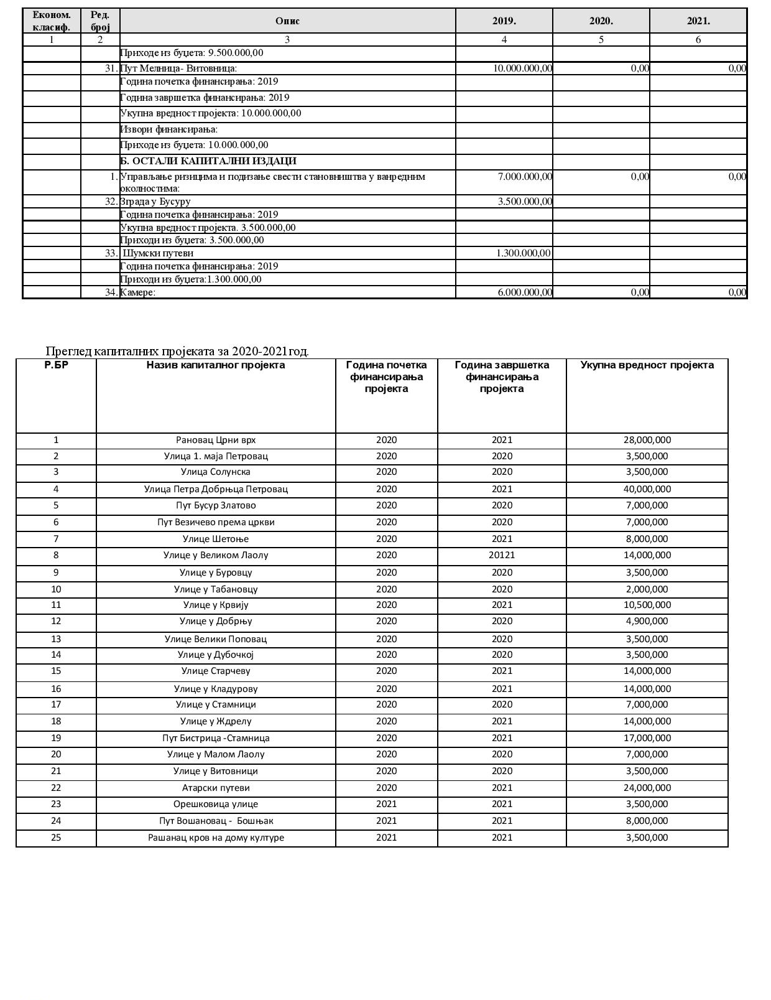 Економ. класиф. Ред. број Опис 2019. 2020. 2021.
1 2 3 4 5 6
Приходе из буџета: 9.500.000,00
31. Пут Мелница- Витовница: 10.000.000,00 0,00 0,00
Година почетка финансирања: 2019
Година завршетка финансирања: 2019
Укупна вредност пројекта: 10.000.000,00
Извори финансирања:
Приходе из буџета: 10.000.000,00
Б. ОСТАЛИ КАПИТАЛНИ ИЗДАЦИ
1. Управљање ризицима и подизање свести становништва у ванредним 7.000.000,00 0,00 0,00
околностима:
32. Зграда у Бусуру 3.500.000,00
Година почетка финансирања: 2019
Укупна вредност пројекта. 3.500.000,00
Приходи из буџета: 3.500.000,00
33. Шумски путеви 1.300.000,00
Година почетка финансирања: 2019
Приходи из буџета:1.300.000,00
34. Камере: 6.000.000,00 0,00 0,00
Преглед капиталних пројеката за 2020-2021год.
Р.БР Назив капиталног пројекта Година почетка финансирања пројекта Година завршетка финансирања пројекта Укупна вредност пројекта
1 Рановац Црни врх 2020 2021 28,000,000
2 Улица 1. маја Петровац 2020 2020 3,500,000
3 Улица Солунска 2020 2020 3,500,000
4 Улица Петра Добрњца Петровац 2020 2021 40,000,000
5 Пут Бусур Златово 2020 2020 7,000,000
6 Пут Везичево према цркви 2020 2020 7,000,000
7 Улице Шетоње 2020 2021 8,000,000
8 Улице у Великом Лаолу 2020 20121 14,000,000
9 Улице у Буровцу 2020 2020 3,500,000
10 Улице у Табановцу 2020 2020 2,000,000
11 Улице у Крвију 2020 2021 10,500,000
12 Улице у Добрњу 2020 2020 4,900,000
13 Улице Велики Поповац 2020 2020 3,500,000
14 Улице у Дубочкој 2020 2020 3,500,000
15 Улице Старчеву 2020 2021 14,000,000
16 Улице у Кладурову 2020 2021 14,000,000
17 Улице у Стамници 2020 2020 7,000,000
18 Улице у Ждрелу 2020 2021 14,000,000
19 Пут Бистрица -Стамница 2020 2021 17,000,000
20 Улице у Малом Лаолу 2020 2020 7,000,000
21 Улице у Витовници 2020 2020 3,500,000
22 Атарски путеви 2020 2021 24,000,000
23 Орешковица улице 2021 2021 3,500,000
24 Пут Вошановац - Бошњак 2021 2021 8,000,000
25 Рашанац кров на дому културе 2021 2021 3,500,000